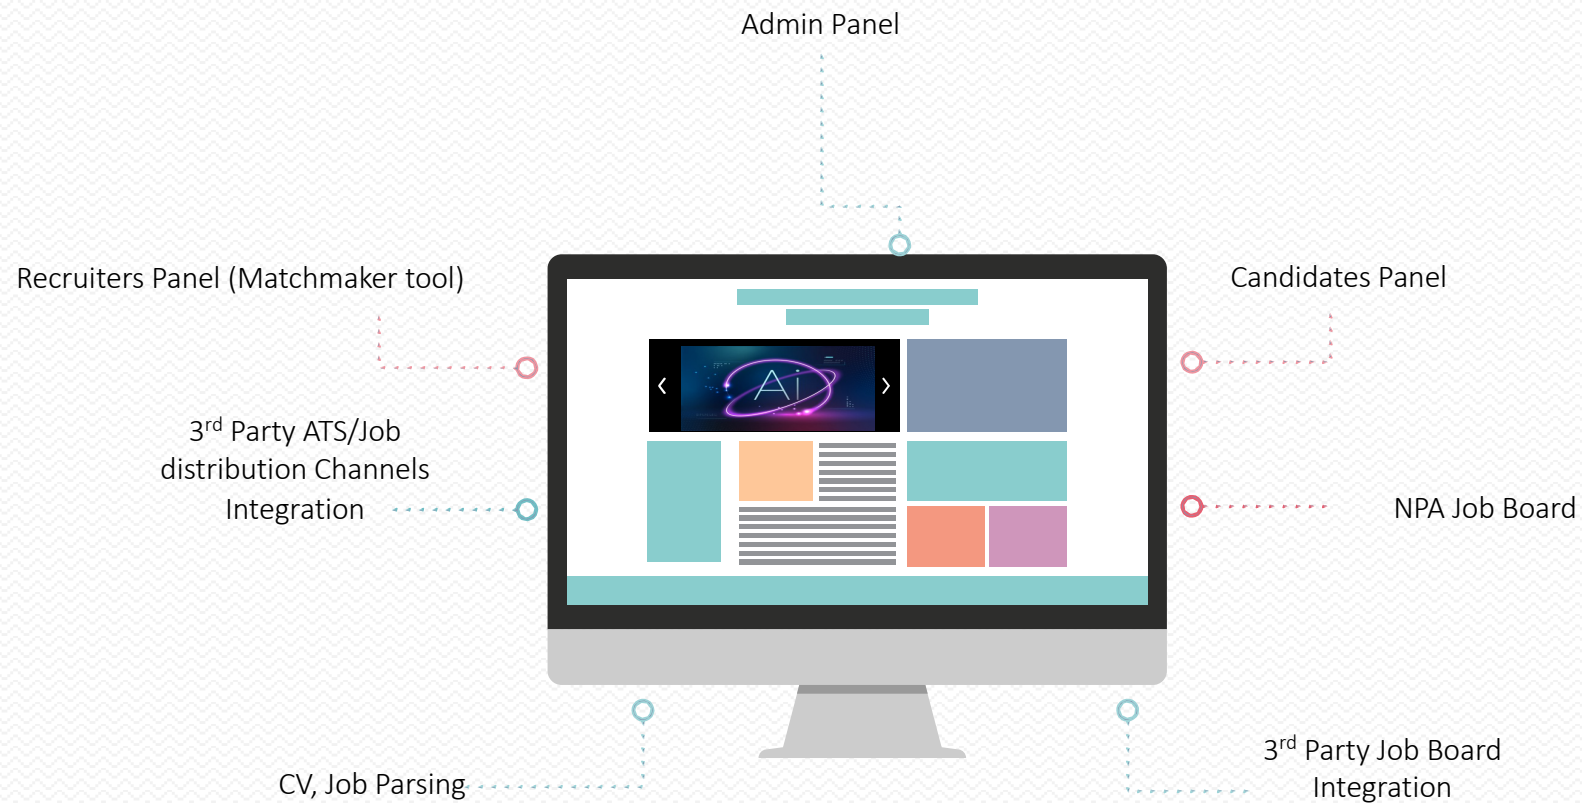 Admin Panel
Recruiters Panel (Matchmaker tool)
Candidates Panel
Ai
3rd Party ATS/Job
distribution Channels
Integration
NPA Job Board
3rd Party Job Board
Integration
CV, Job Parsing